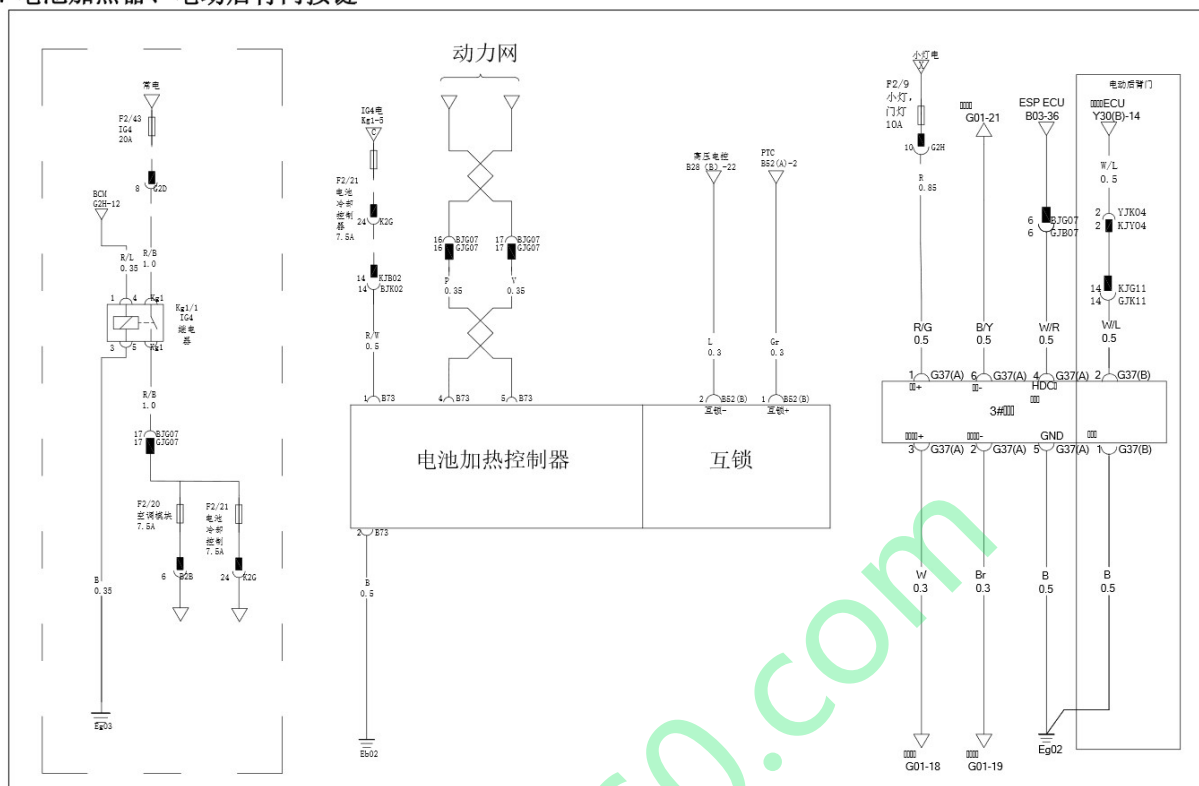 电池加热器、电动后背门按键
常电
F2/43
IG4
20A
8 G2D
BCM
G2H-12
R/L
0.35
R/B
1.0
1 4 Kg1
Kg1/1
IG4
继电
器
3 5 Kg1
R/B
1.0
17 BJG07
17 GJG07
F2/20
空调模块
7.5A
F2/21
电池
冷却
控制
7.5A
6 B2B
24 K2G
B
0.35
Eg03
动力网
IG4电
Kg1-5
C
F2/21
电池
冷却
控制
器
7.5A
24 K2G
14 KJB02
14 BJK02
R/W
0.5
16 BJG07
16 GJG07
17 BJG07
17 GJG07
P
0.35
V
0.35
1 B73
4 B73
5 B73
高压电控
B28 (B) -22
PTC
B52(A)-2
L
0.3
Gr
0.3
2 B52(B)
互锁-
1 B52(B)
互锁+
电池加热控制器
互锁
2 B73
B
0.5
Eb02
小灯电
F2/9
小灯,
门灯
10A
10 G2H
R
0.85
G01-21
ESP ECU
B03-36
电动后背门
ECU
Y30(B)-14
W/L
0.5
2 YJK04
2 KJY04
6 BJG07
6 GJB07
14 KJG11
14 GJK11
R/G
0.5
B/Y
0.5
W/R
0.5
W/L
0.5
1 G37(A)
6 G37(A)
4 G37(A)
2 G37(B)
+
-
HDC
3#
+
-
GND
3 G37(A)
2 G37(A)
5 G37(A)
1 G37(B)
W
0.3
Br
0.3
B
0.5
B
0.5
G01-18
G01-19
Eg02